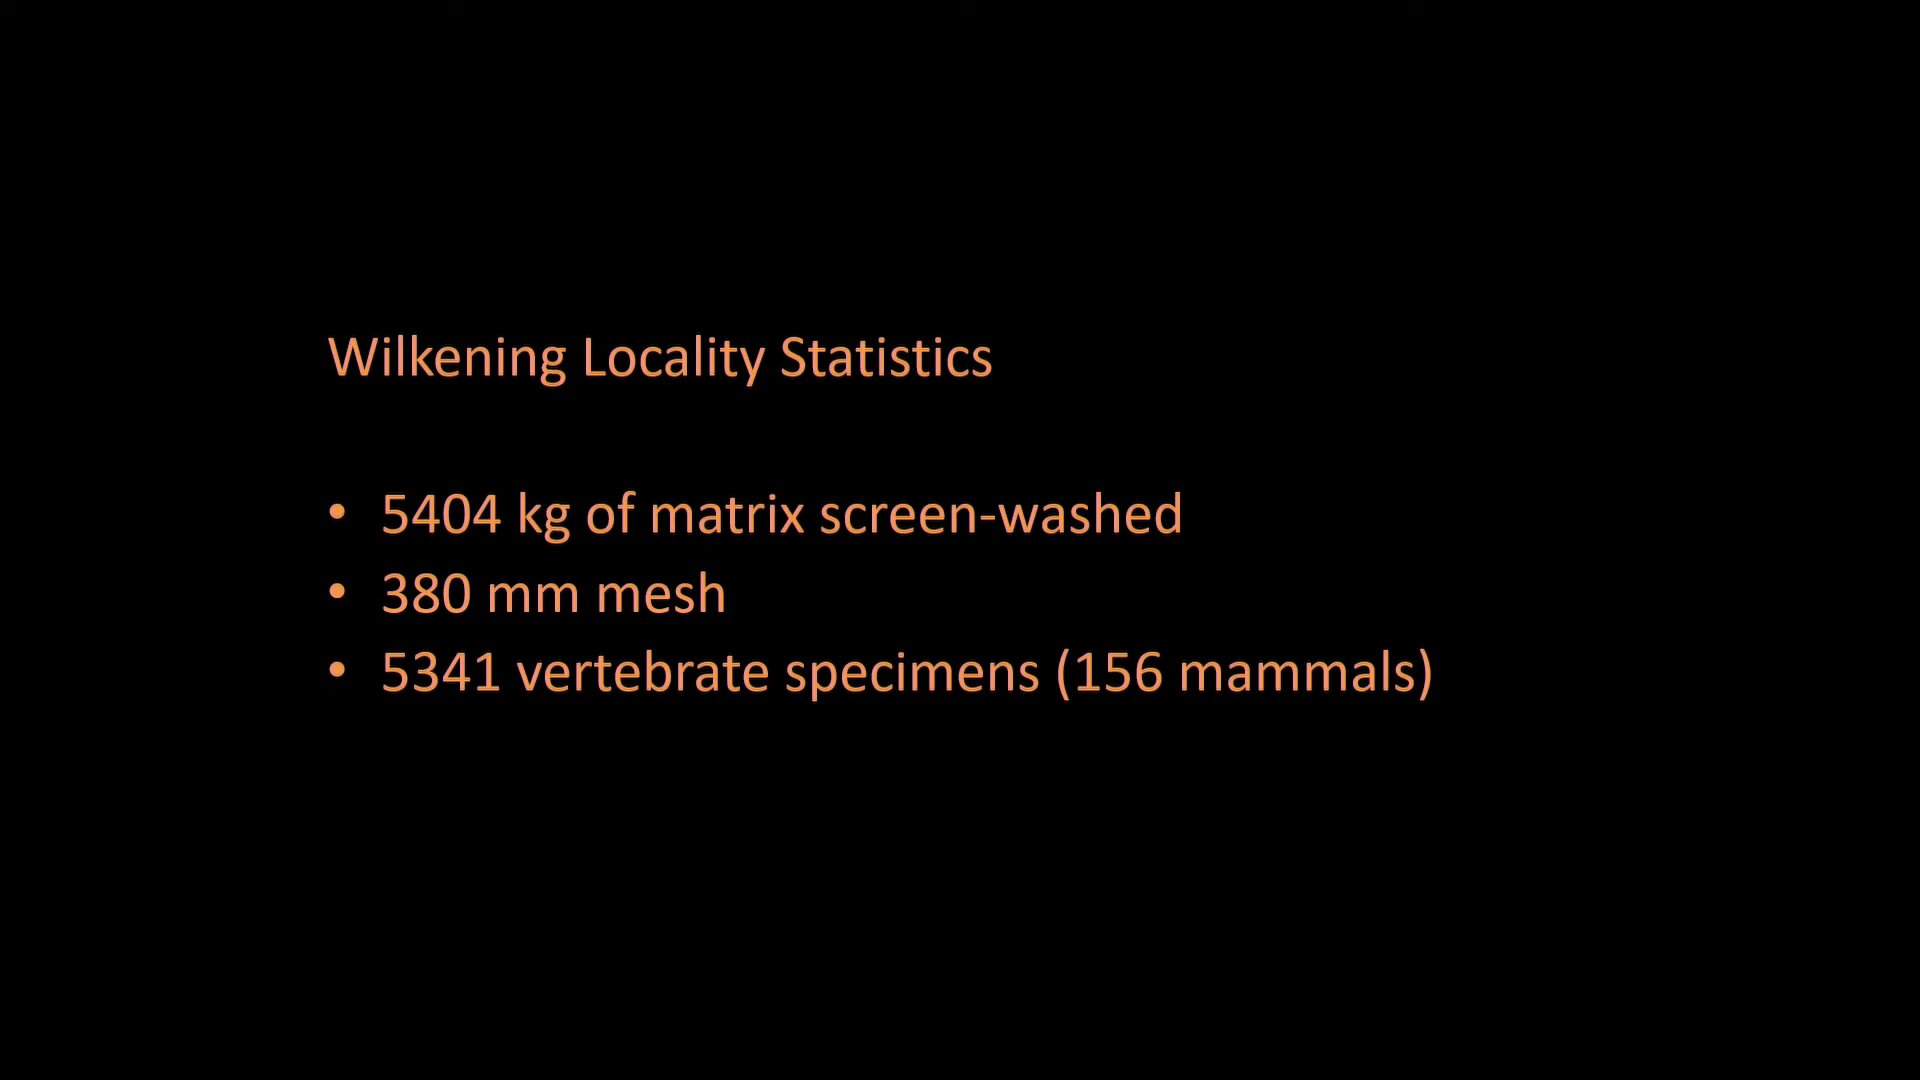 Wilkening Locality Statistics
• 5404 kg of matrix screen-washed
• 380 mm mesh
• 5341 vertebrate specimens (156 mammals)